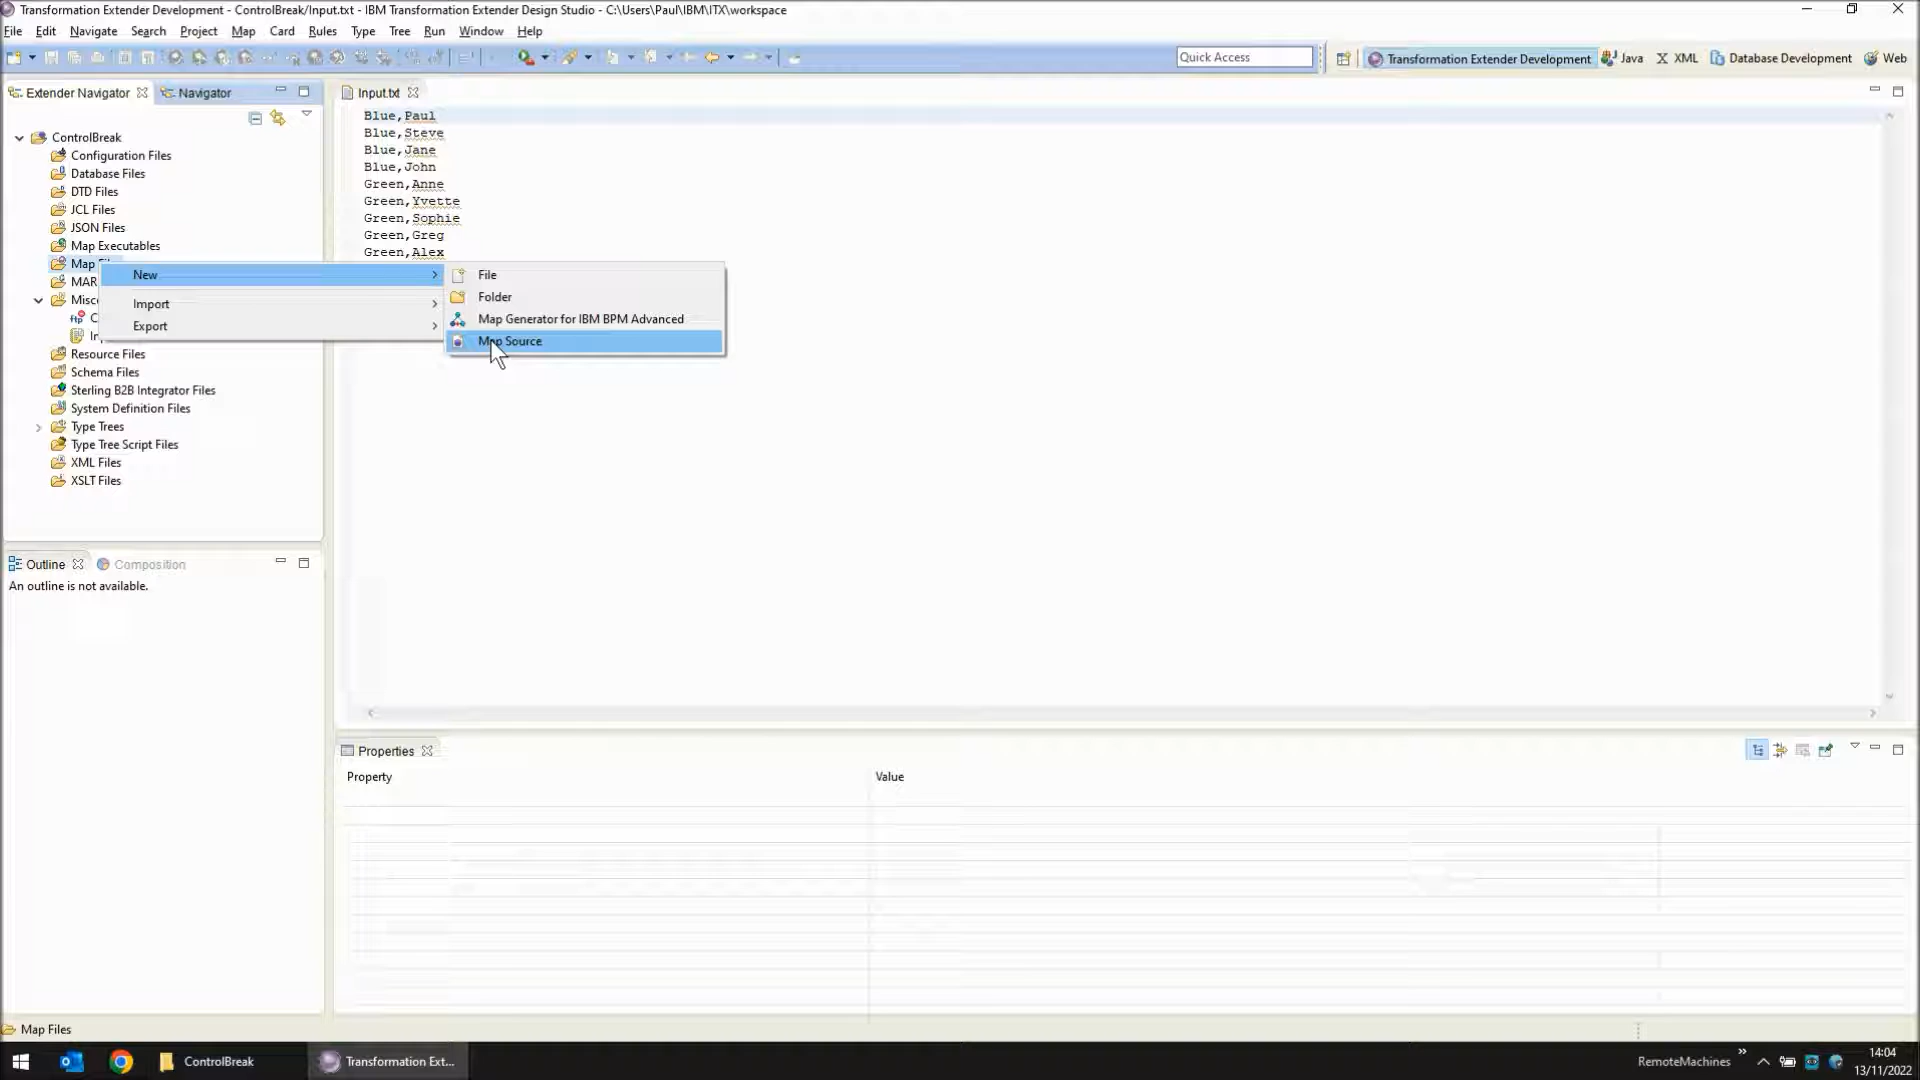 Transformation Extender Development - ControlBreak/Input.txt - IBM Transformation Extender Design Studio - C:\Users\Paul\IBM\ITX\workspace
File Edit Navigate Search Project Map Card Rules Type Tree Run Window Help
Quick Access
Transformation Extender Development
Java
XML
Database Development
Web
Extender Navigator
Navigator
ControlBreak
Configuration Files
Database Files
DTD Files
JCL Files
JSON Files
Map Executables
Map
MAR
Misc
Resource Files
Schema Files
Sterling B2B Integrator Files
System Definition Files
Type Trees
Type Tree Script Files
XML Files
XSLT Files
New
Import
Export
File
Folder
Map Generator for IBM BPM Advanced
Map Source
Input.txt
Blue,Paul
Blue,Steve
Blue,Jane
Blue,John
Green,Anne
Green,Yvette
Green,Sophie
Green,Greg
Green,Alex
Outline
Composition
An outline is not available.
Properties
Property
Value
Map Files
ControlBreak
Transformation Ext...
RemoteMachines
14:04
13/11/2022